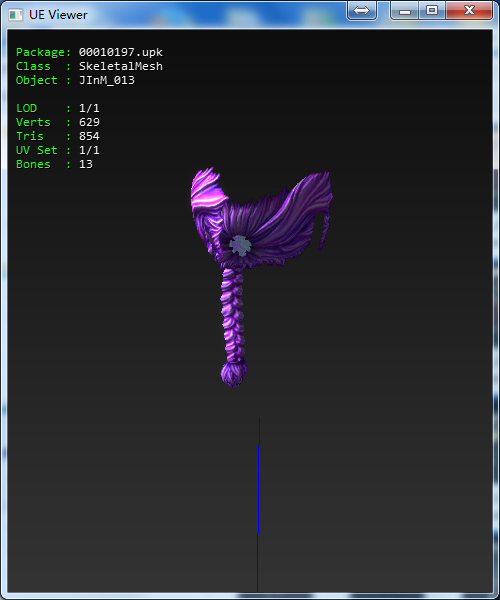 UE Viewer
Package: 00010197.upk
Class : SkeletalMesh
Object : JInM_013
LOD : 1/1
Verts : 629
Tris : 854
UV Set : 1/1
Bones : 13